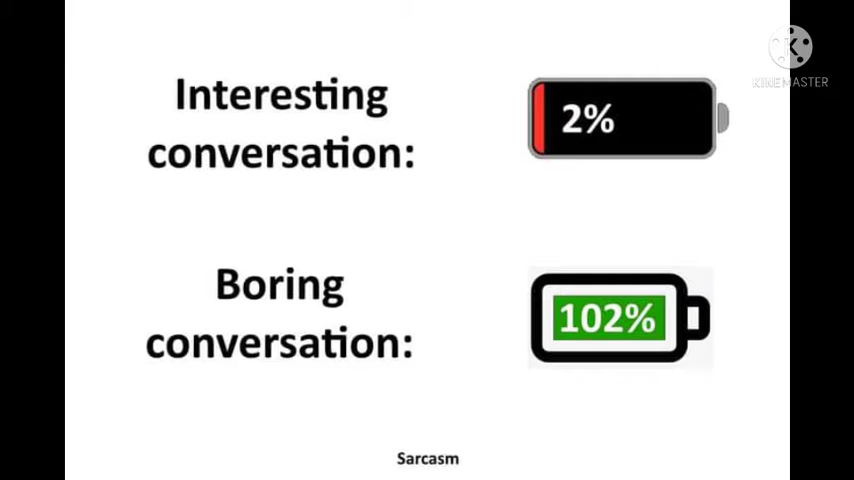 Interesting
conversation:
2%
Boring
conversation:
102%
Sarcasm
KINEMASTER